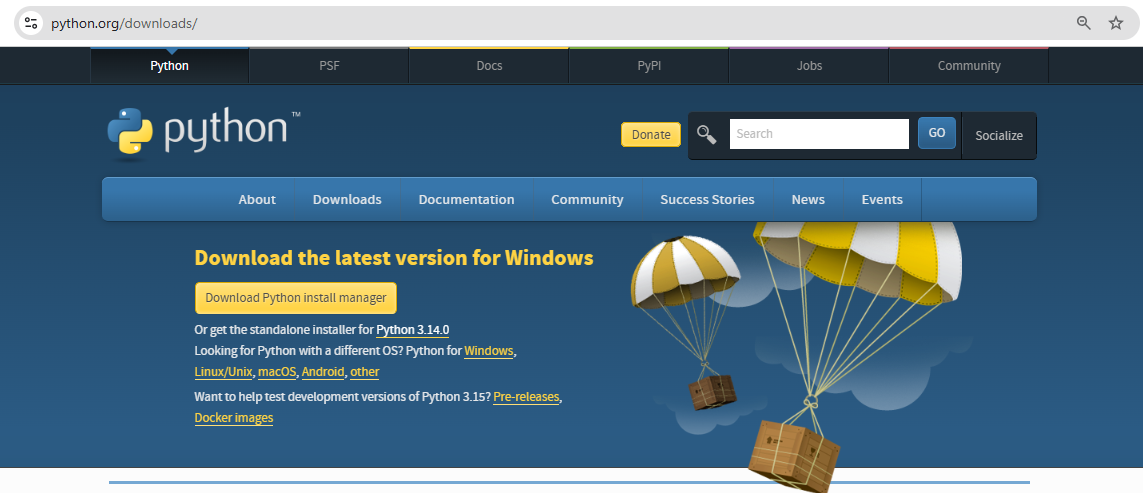 python.org/downloads/
Python PSF Docs PyPI Jobs Community
python™
Donate Search GO Socialize
About Downloads Documentation Community Success Stories News Events
Download the latest version for Windows
Download Python install manager
Or get the standalone installer for Python 3.14.0
Looking for Python with a different OS? Python for Windows,
Linux/Unix, macOS, Android, other
Want to help test development versions of Python 3.15? Pre-releases,
Docker images